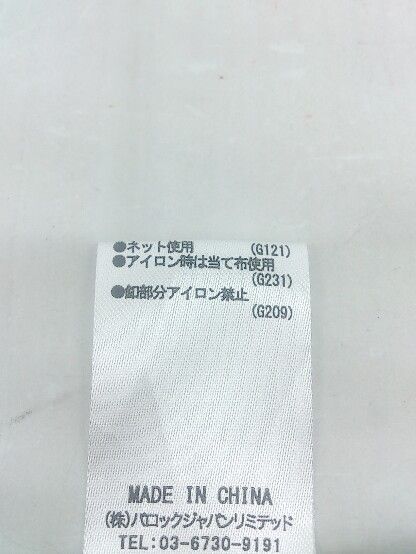 ●ネット使用 (G121)
●アイロン時は当て布使用
(G231)
●釦部分アイロン禁止
(G209)
MADE IN CHINA
(株)バロックジャパンリミテッド
TEL:03-6730-9191